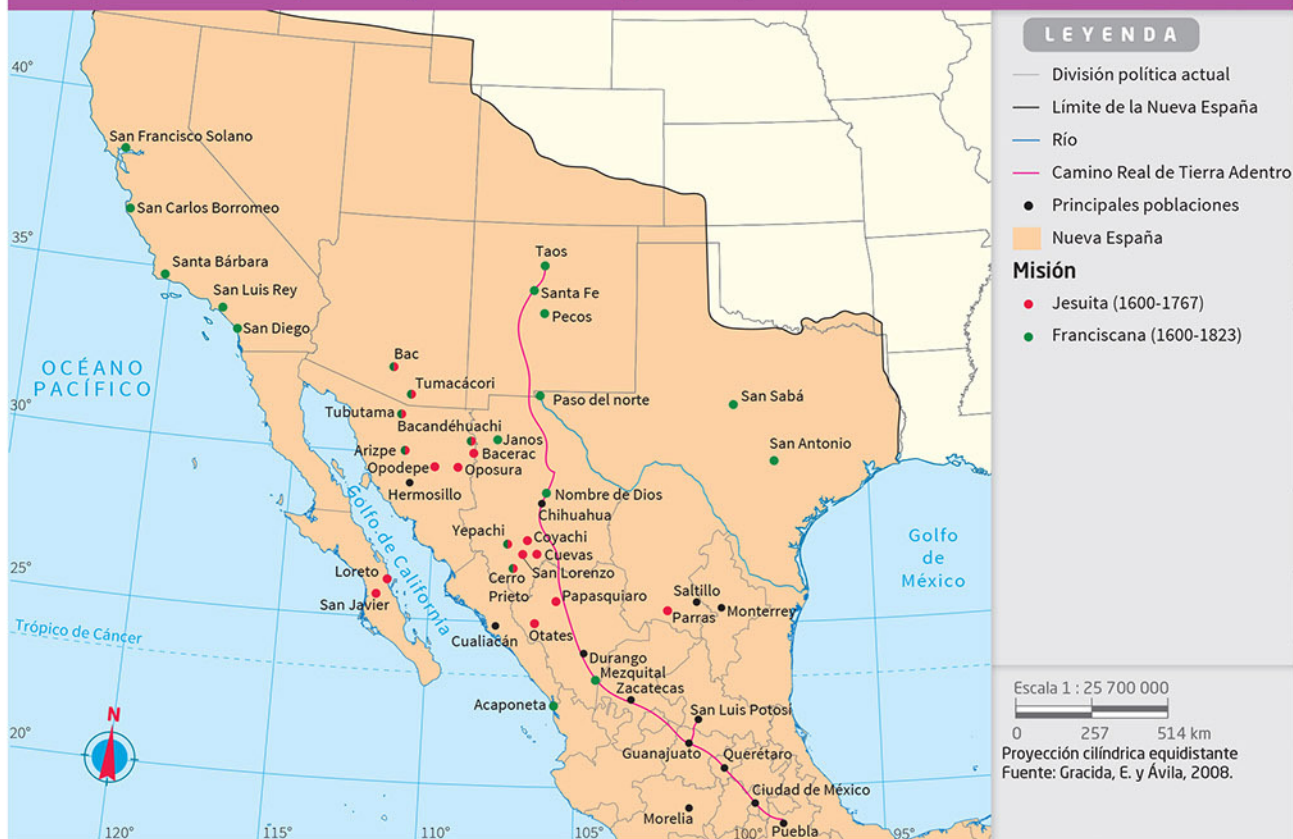 40°
35°
30°
25°
20°
120°
115°
110°
105°
100°
95°
San Francisco Solano
San Carlos Borromeo
Santa Bárbara
San Luis Rey
San Diego
OCÉANO
PACÍFICO
Taos
Santa Fe
Pecos
Bac
Tumacácori
Tubutama
Bacandéhuachi
Paso del norte
San Sabá
Janos
Arizpe
Bacerac
San Antonio
Opodepe
Oposura
Hermosillo
Golfo de California
Nombre de Dios
Chihuahua
Yepachi
Coyachi
Cuevas
Cerro
Prieto
San Lorenzo
Golfo
de
México
Loreto
San Javier
Papasquiaro
Saltillo
Monterrey
Parras
Trópico de Cáncer
Cualiacán
Otates
Durango
Mezquital
Zacatecas
Acaponeta
San Luis Potosí
Guanajuato
Querétaro
Ciudad de México
Morelia
Puebla
N
LEYENDA
División política actual
Límite de la Nueva España
Río
Camino Real de Tierra Adentro
Principales poblaciones
Nueva España
Misión
Jesuita (1600-1767)
Franciscana (1600-1823)
Escala 1 : 25 700 000
0 257 514 km
Proyección cilíndrica equidistante
Fuente: Gracida, E. y Ávila, 2008.